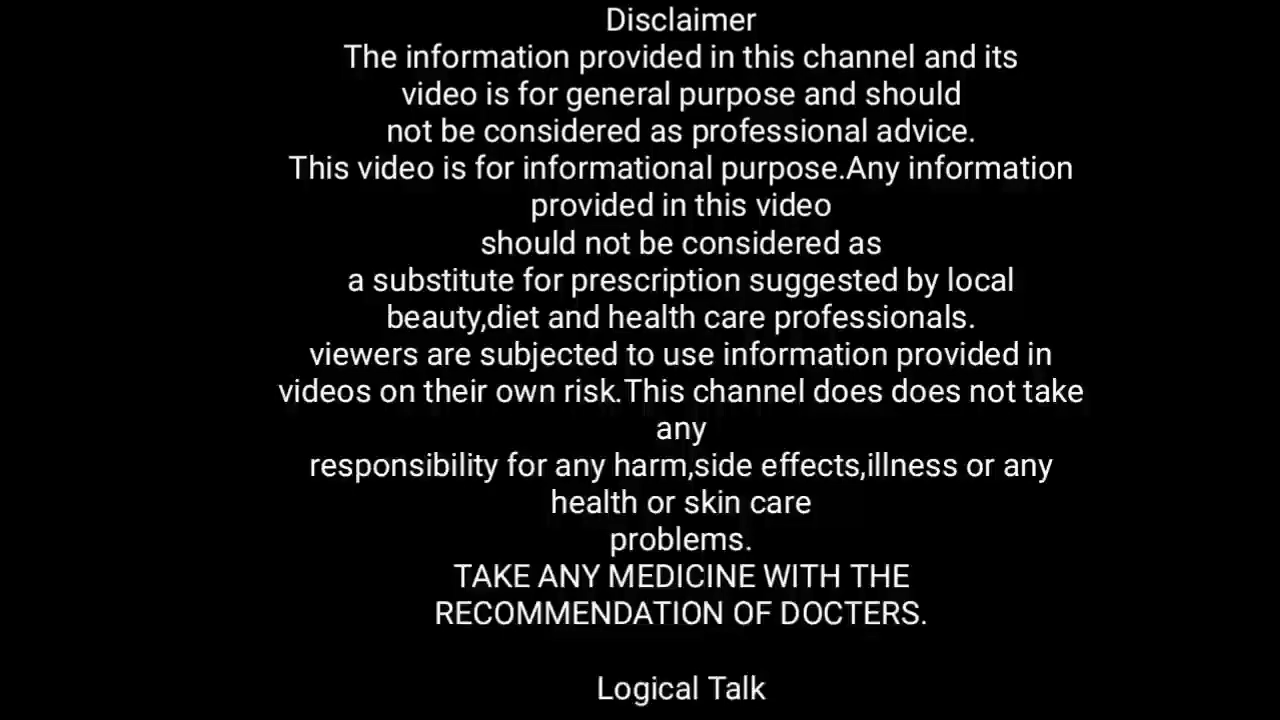 Disclaimer
The information provided in this channel and its
video is for general purpose and should
not be considered as professional advice.
This video is for informational purpose.Any information
provided in this video
should not be considered as
a substitute for prescription suggested by local
beauty,diet and health care professionals.
viewers are subjected to use information provided in
videos on their own risk.This channel does does not take
any
responsibility for any harm,side effects,illness or any
health or skin care
problems.
TAKE ANY MEDICINE WITH THE
RECOMMENDATION OF DOCTERS.
Logical Talk